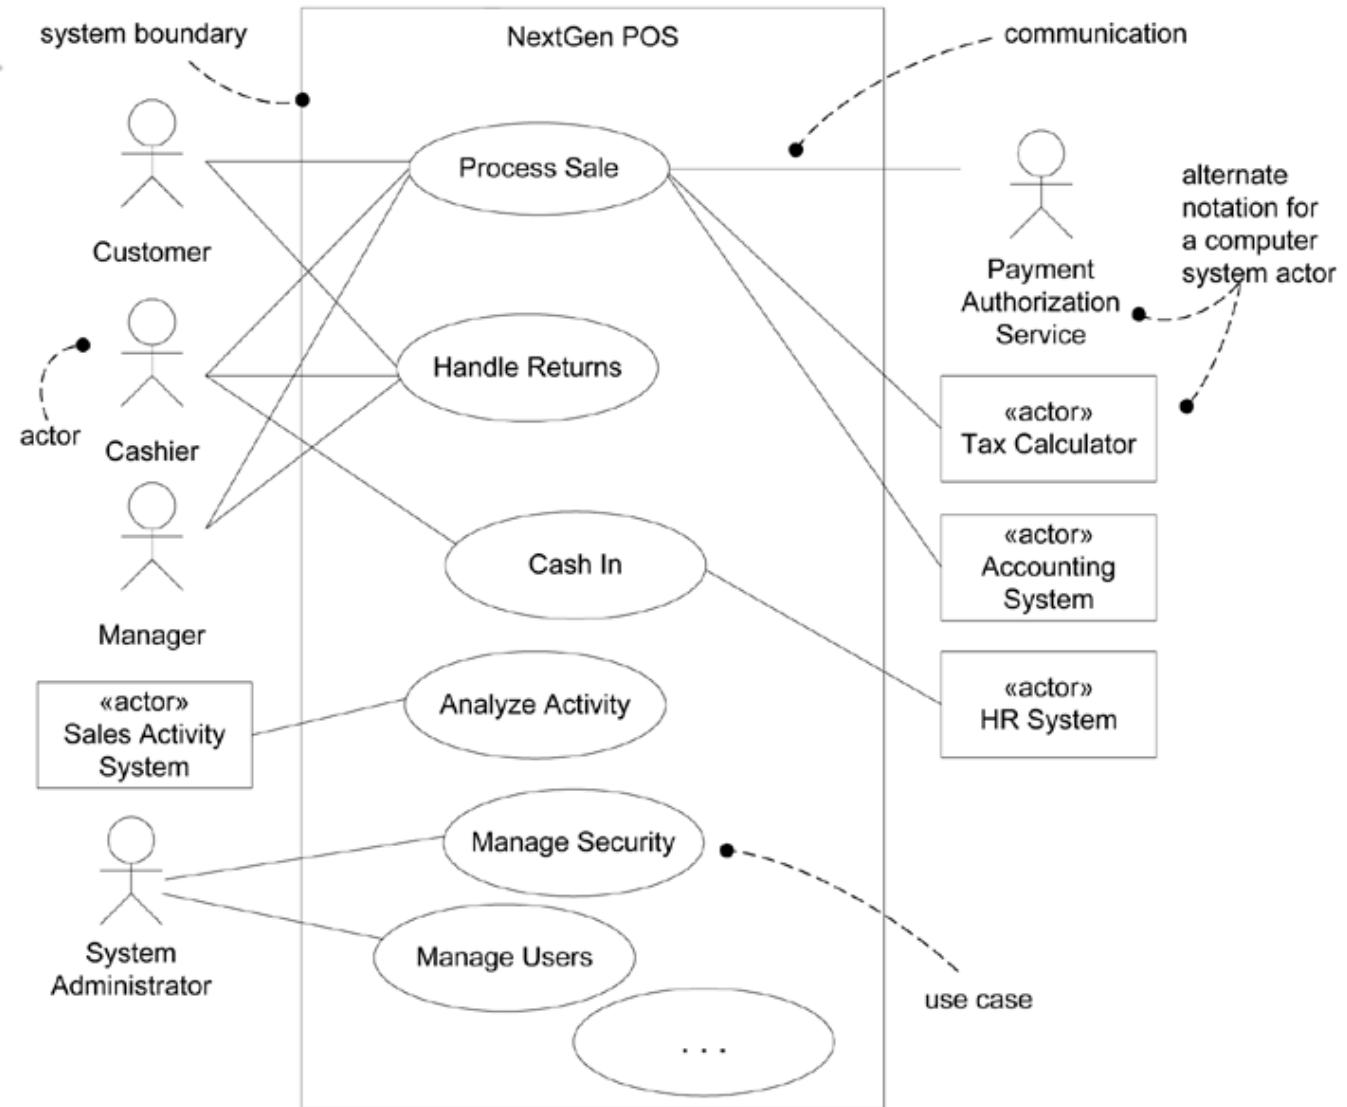 system boundary
NextGen POS
communication
Customer
Process Sale
Payment
Authorization
Service
alternate
notation for
a computer
system actor
actor
Cashier
Handle Returns
«actor»
Tax Calculator
Manager
Cash In
«actor»
Accounting
System
«actor»
Sales Activity
System
Analyze Activity
«actor»
HR System
System
Administrator
Manage Security
Manage Users
use case
. . .